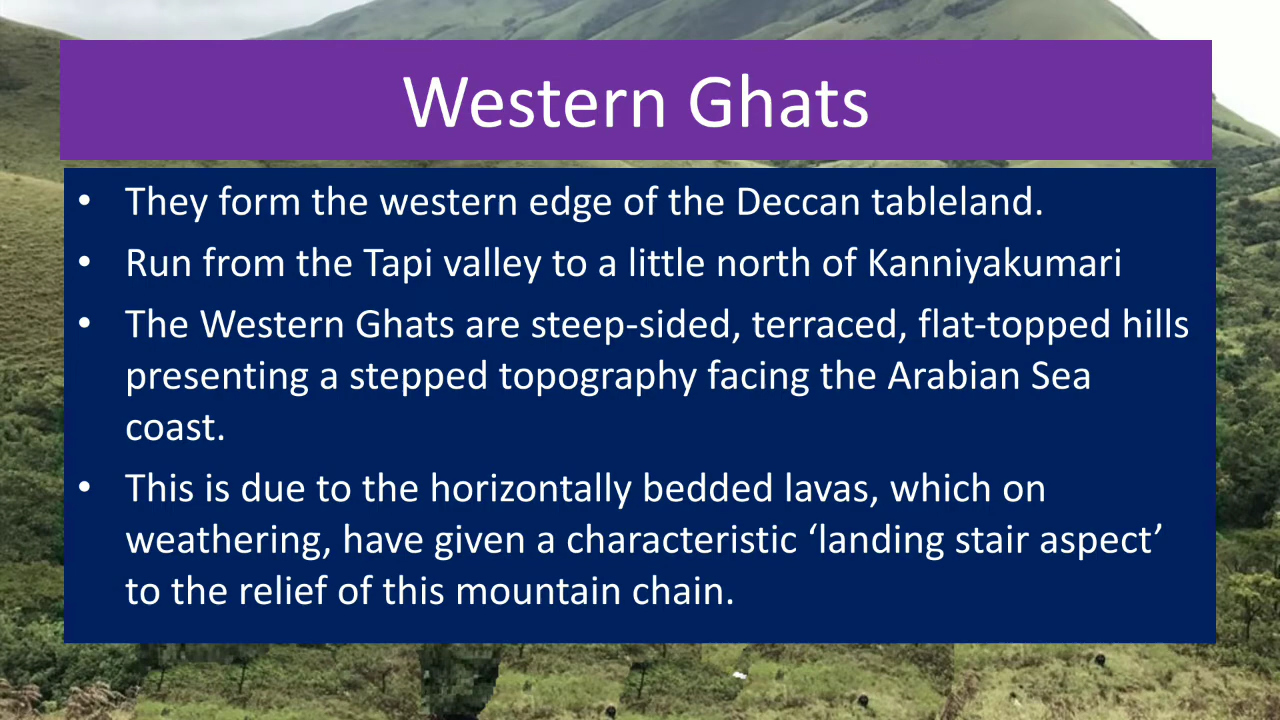 Western Ghats
• They form the western edge of the Deccan tableland.
• Run from the Tapi valley to a little north of Kanniyakumari
• The Western Ghats are steep-sided, terraced, flat-topped hills
presenting a stepped topography facing the Arabian Sea
coast.
• This is due to the horizontally bedded lavas, which on
weathering, have given a characteristic ‘landing stair aspect’
to the relief of this mountain chain.